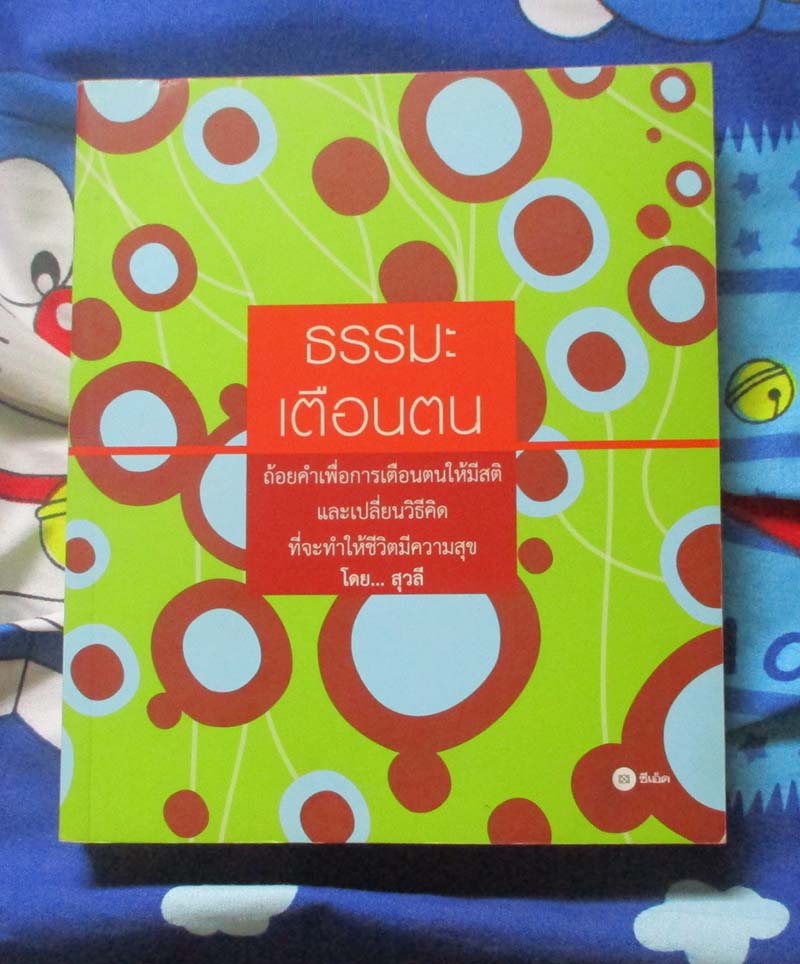 ธรรมะ
เตือนตน
ถ้อยคำเพื่อการเตือนตนให้มีสติ
และเปลี่ยนวิธีคิด
ที่จะทำให้ชีวิตมีความสุข
โดย... สุวลี
ซีเอ็ด